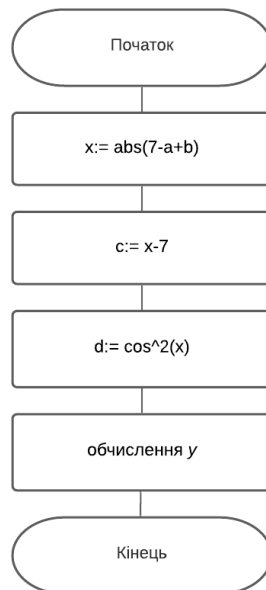 Початок
x:= abs(7-a+b)
c:= x-7
d:= cos^2(x)
обчислення y
Кінець